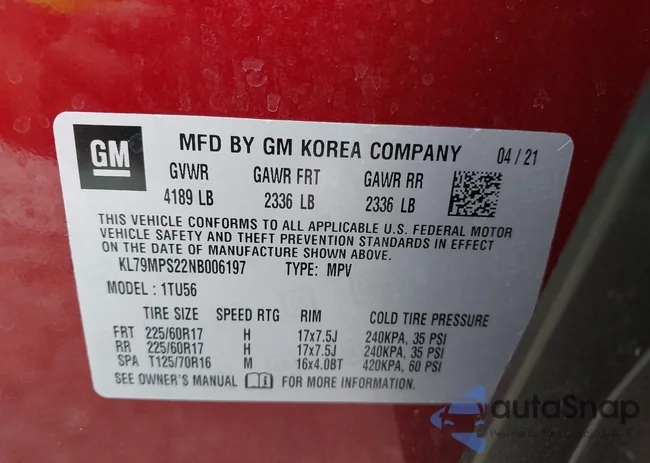 GM
MFD BY GM KOREA COMPANY 04 / 21
GVWR GAWR FRT GAWR RR
4189 LB 2336 LB 2336 LB
THIS VEHICLE CONFORMS TO ALL APPLICABLE U.S. FEDERAL MOTOR
VEHICLE SAFETY AND THEFT PREVENTION STANDARDS IN EFFECT
ON THE DATE OF MANUFACTURE SHOWN ABOVE.
KL79MPS22NB006197 TYPE: MPV
MODEL : 1TU56
TIRE SIZE SPEED RTG RIM COLD TIRE PRESSURE
FRT 225/60R17 H 17x7.5J 240KPA, 35 PSI
RR 225/60R17 H 17x7.5J 240KPA, 35 PSI
SPA T125/70R16 M 16x4.0BT 420KPA, 60 PSI
SEE OWNER'S MANUAL FOR MORE INFORMATION.
autoSnap